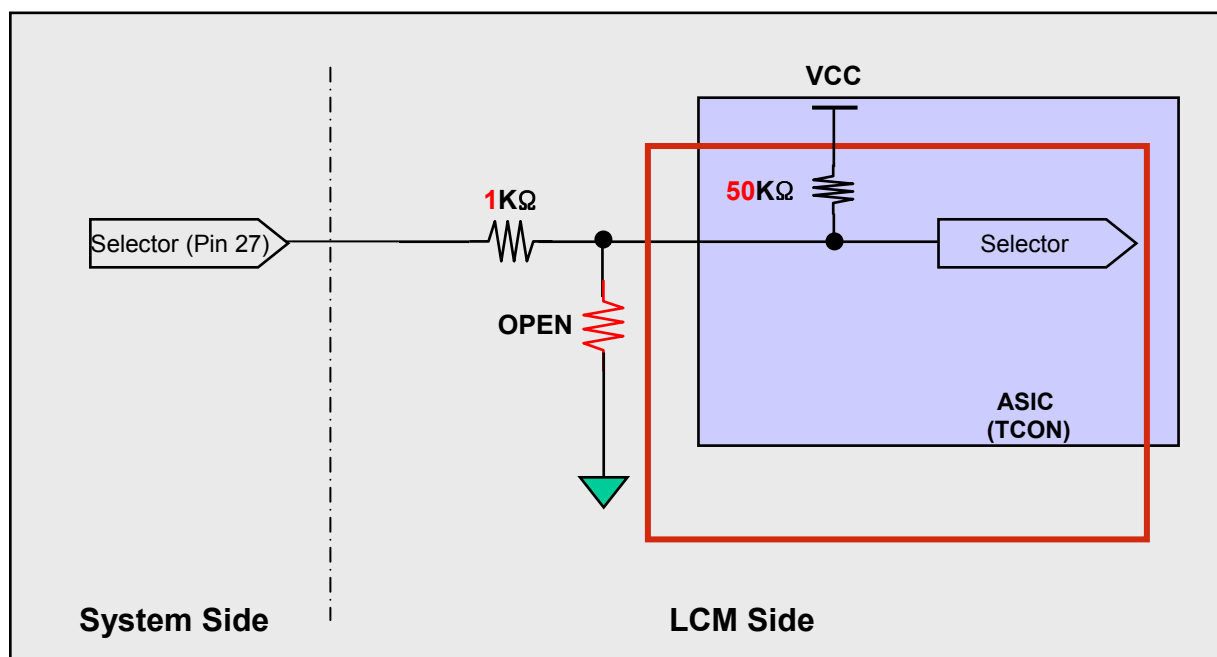 VCC
1KΩ
50KΩ
Selector (Pin 27)
Selector
OPEN
ASIC
(TCON)
System Side
LCM Side